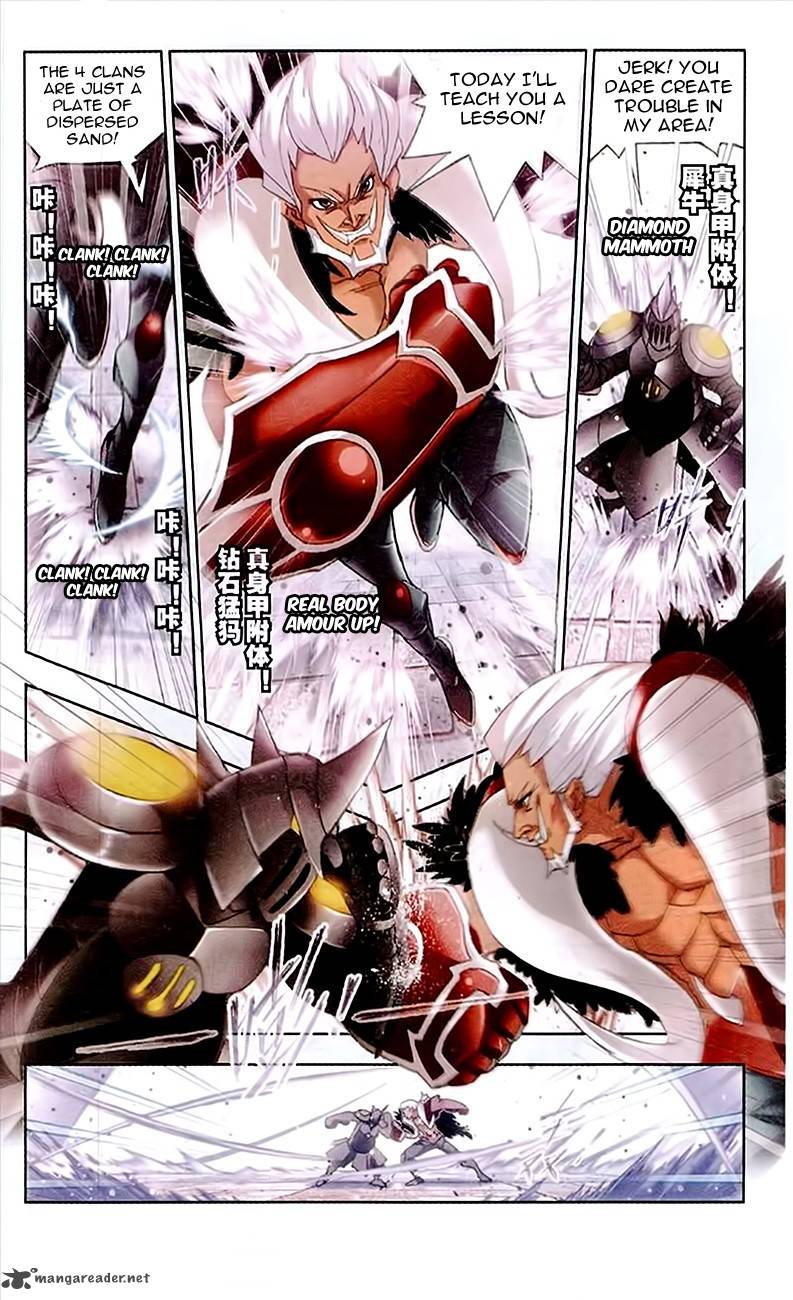 THE 4 CLANS
ARE JUST A
PLATE OF
DISPERSED
SAND!
咔！咔！咔！
CLANK! CLANK!
CLANK!
咔！咔！咔！
CLANK! CLANK!
CLANK!
TODAY I'LL
TEACH YOU A
LESSON!
真身甲附体！
钻石猛犸
REAL BODY
AMOUR UP!
JERK! YOU
DARE CREATE
TROUBLE IN
MY AREA!
真身甲附体！
犀牛
DIAMOND
MAMMOTH
mangareader.net